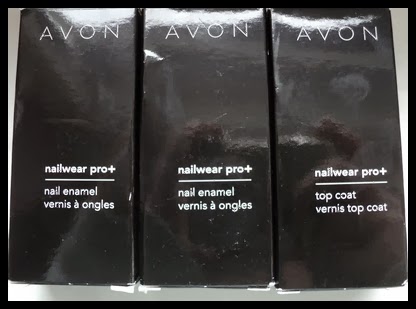 AVON
nailwear pro+
nail enamel
vernis à ongles
AVON
nailwear pro+
nail enamel
vernis à ongles
AVON
nailwear pro+
top coat
vernis top coat